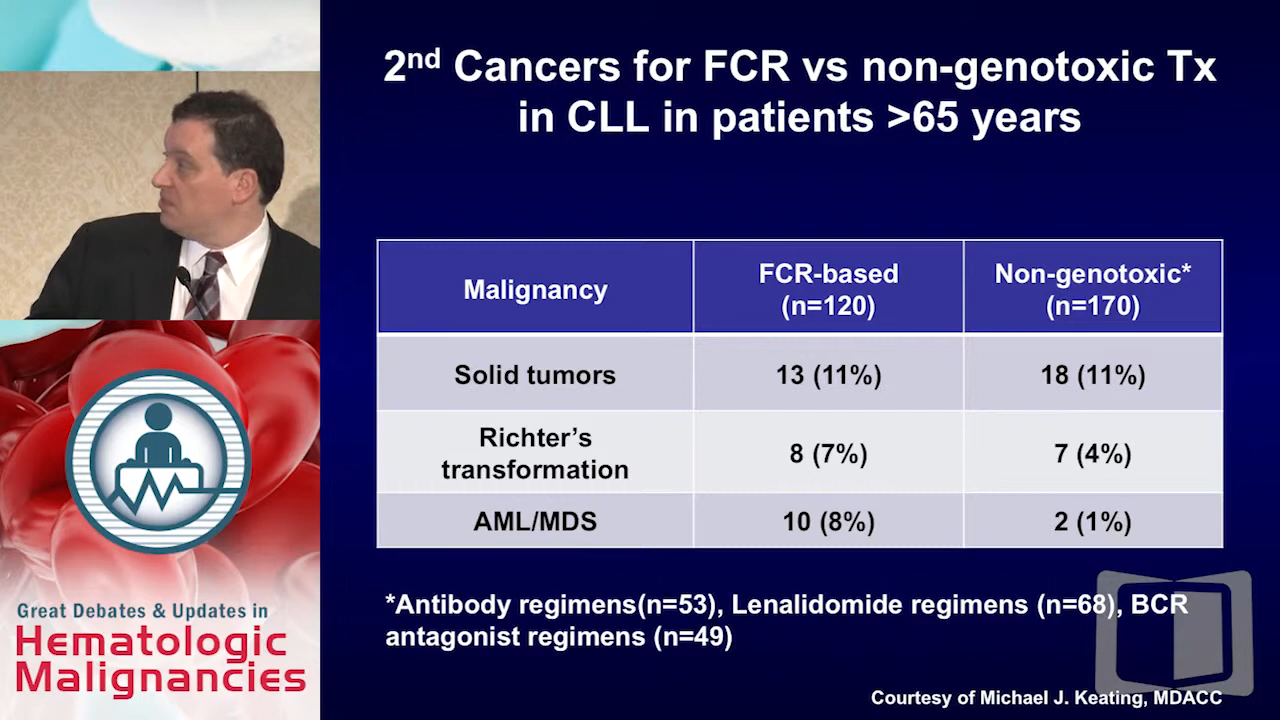 2nd Cancers for FCR vs non-genotoxic Tx
in CLL in patients >65 years
Malignancy
FCR-based
(n=120)
Non-genotoxic*
(n=170)
Solid tumors
13 (11%)
18 (11%)
Richter's
transformation
8 (7%)
7 (4%)
AML/MDS
10 (8%)
2 (1%)
*Antibody regimens(n=53), Lenalidomide regimens (n=68), BCR
antagonist regimens (n=49)
Courtesy of Michael J. Keating, MDACC
Great Debates & Updates in
Hematologic
Malignancies